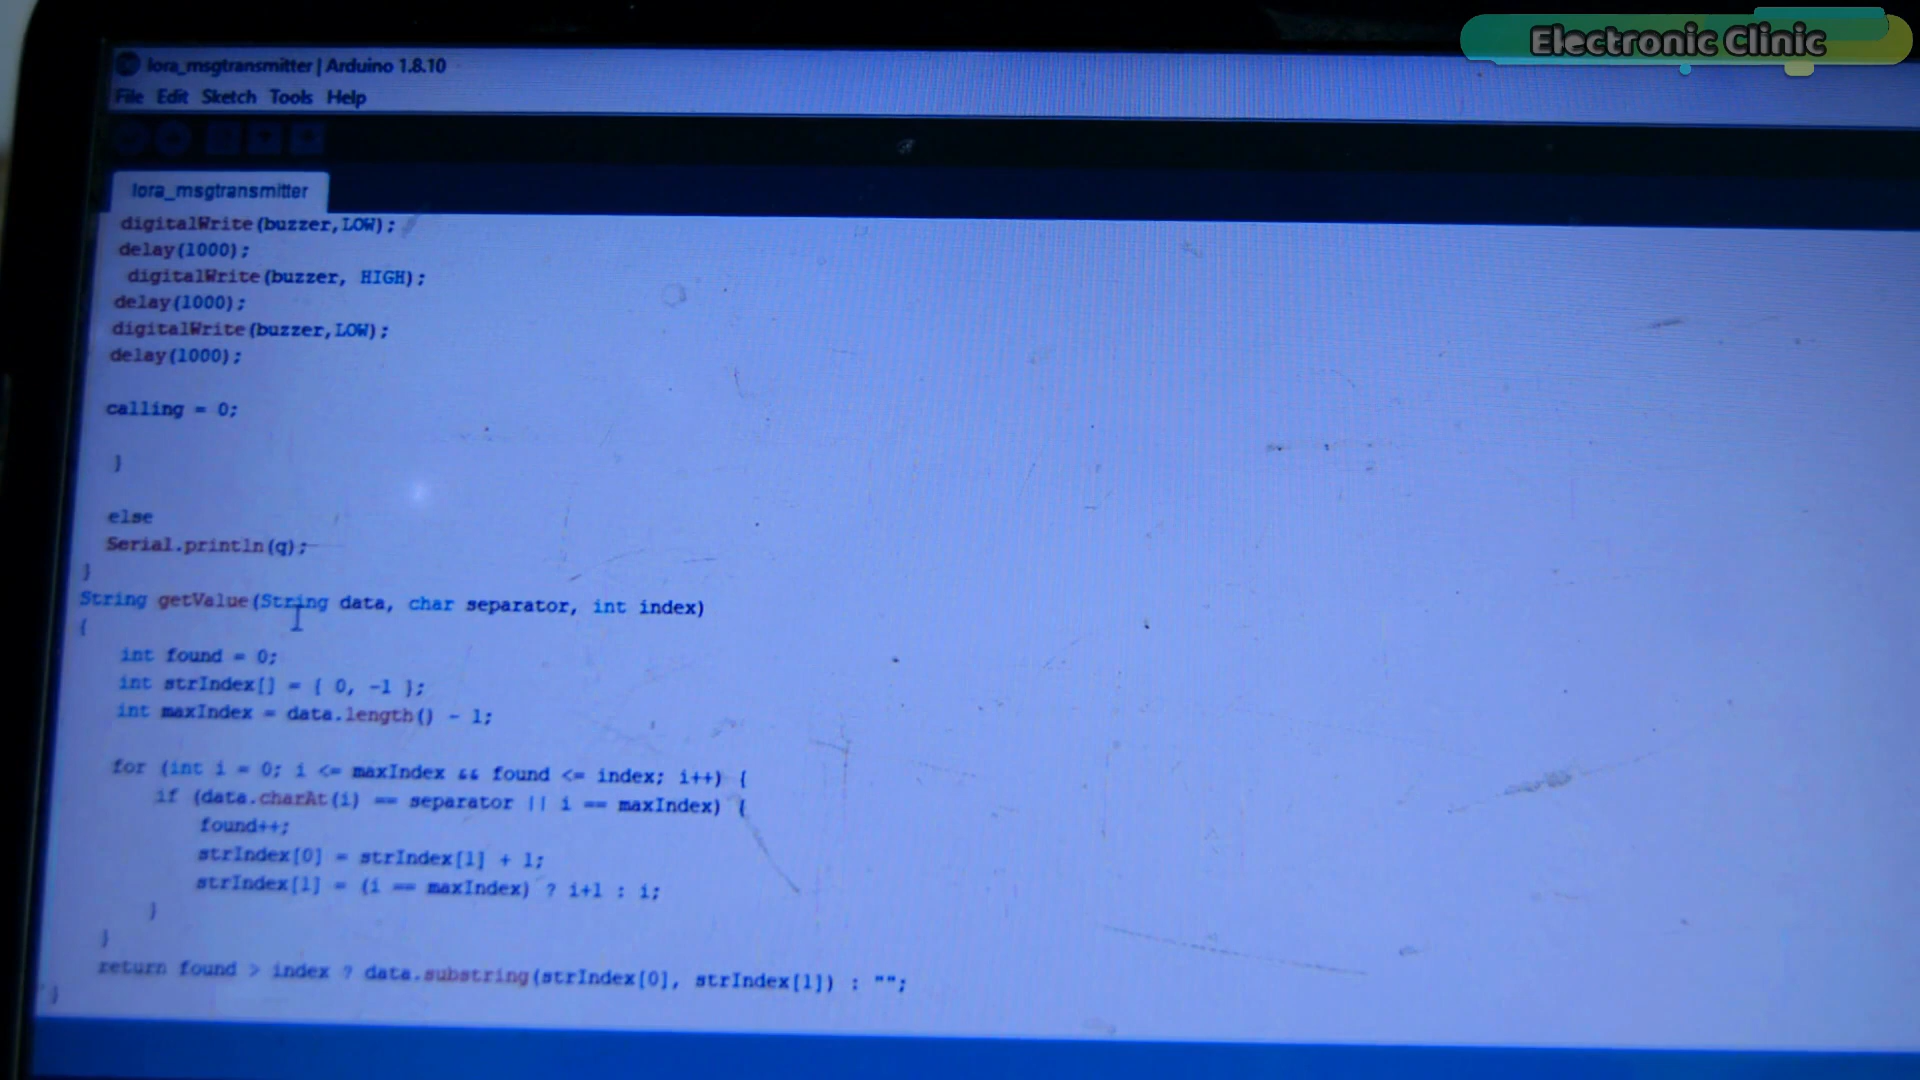 Electronic Clinic
lora_msgtransmitter | Arduino 1.8.10
File Edit Sketch Tools Help
lora_msgtransmitter
digitalWrite(buzzer,LOW);
delay(1000);
digitalWrite(buzzer, HIGH);
delay(1000);
digitalWrite(buzzer,LOW);
delay(1000);
calling = 0;
}
else
Serial.println(q);
}
String getValue(String data, char separator, int index)
{
int found = 0;
int strIndex[] = { 0, -1 };
int maxIndex = data.length() - 1;
for (int i = 0; i <= maxIndex && found <= index; i++) {
if (data.charAt(i) == separator || i == maxIndex) {
found++;
strIndex[0] = strIndex[1] + 1;
strIndex[1] = (i == maxIndex) ? i+1 : i;
}
}
return found > index ? data.substring(strIndex[0], strIndex[1]) : "";
}